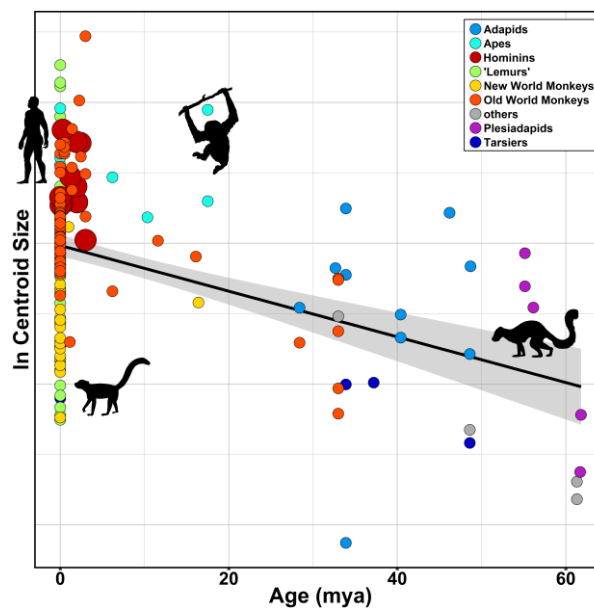 Adapids
Apes
Hominins
'Lemurs'
New World Monkeys
Old World Monkeys
others
Plesiadapids
Tarsiers
ln Centroid Size
0 20 40 60
Age (mya)